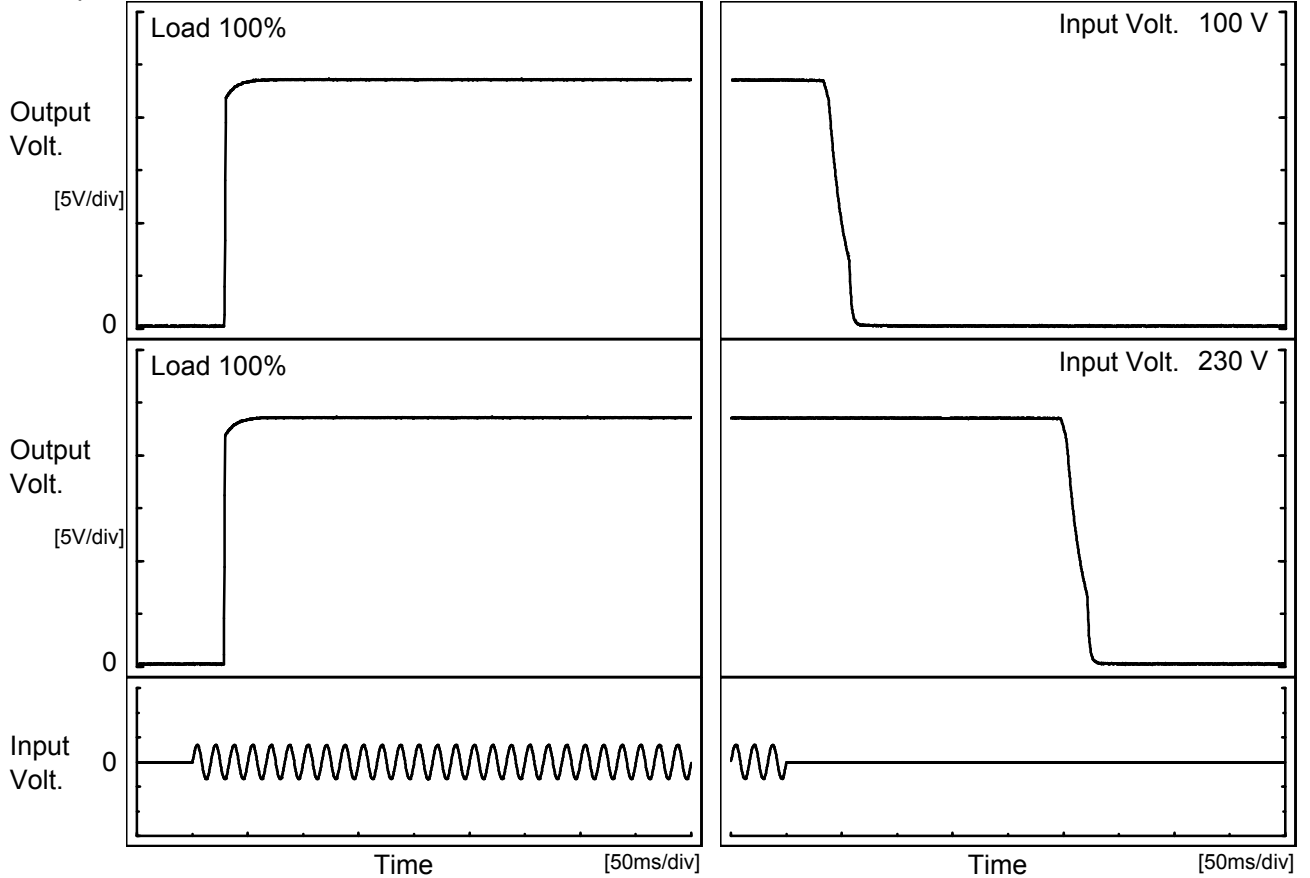 Load 100%
Input Volt. 100 V
Output
Volt.
[5V/div]
0
Load 100%
Input Volt. 230 V
Output
Volt.
[5V/div]
0
Input
Volt.
0
Time
[50ms/div]
Time
[50ms/div]